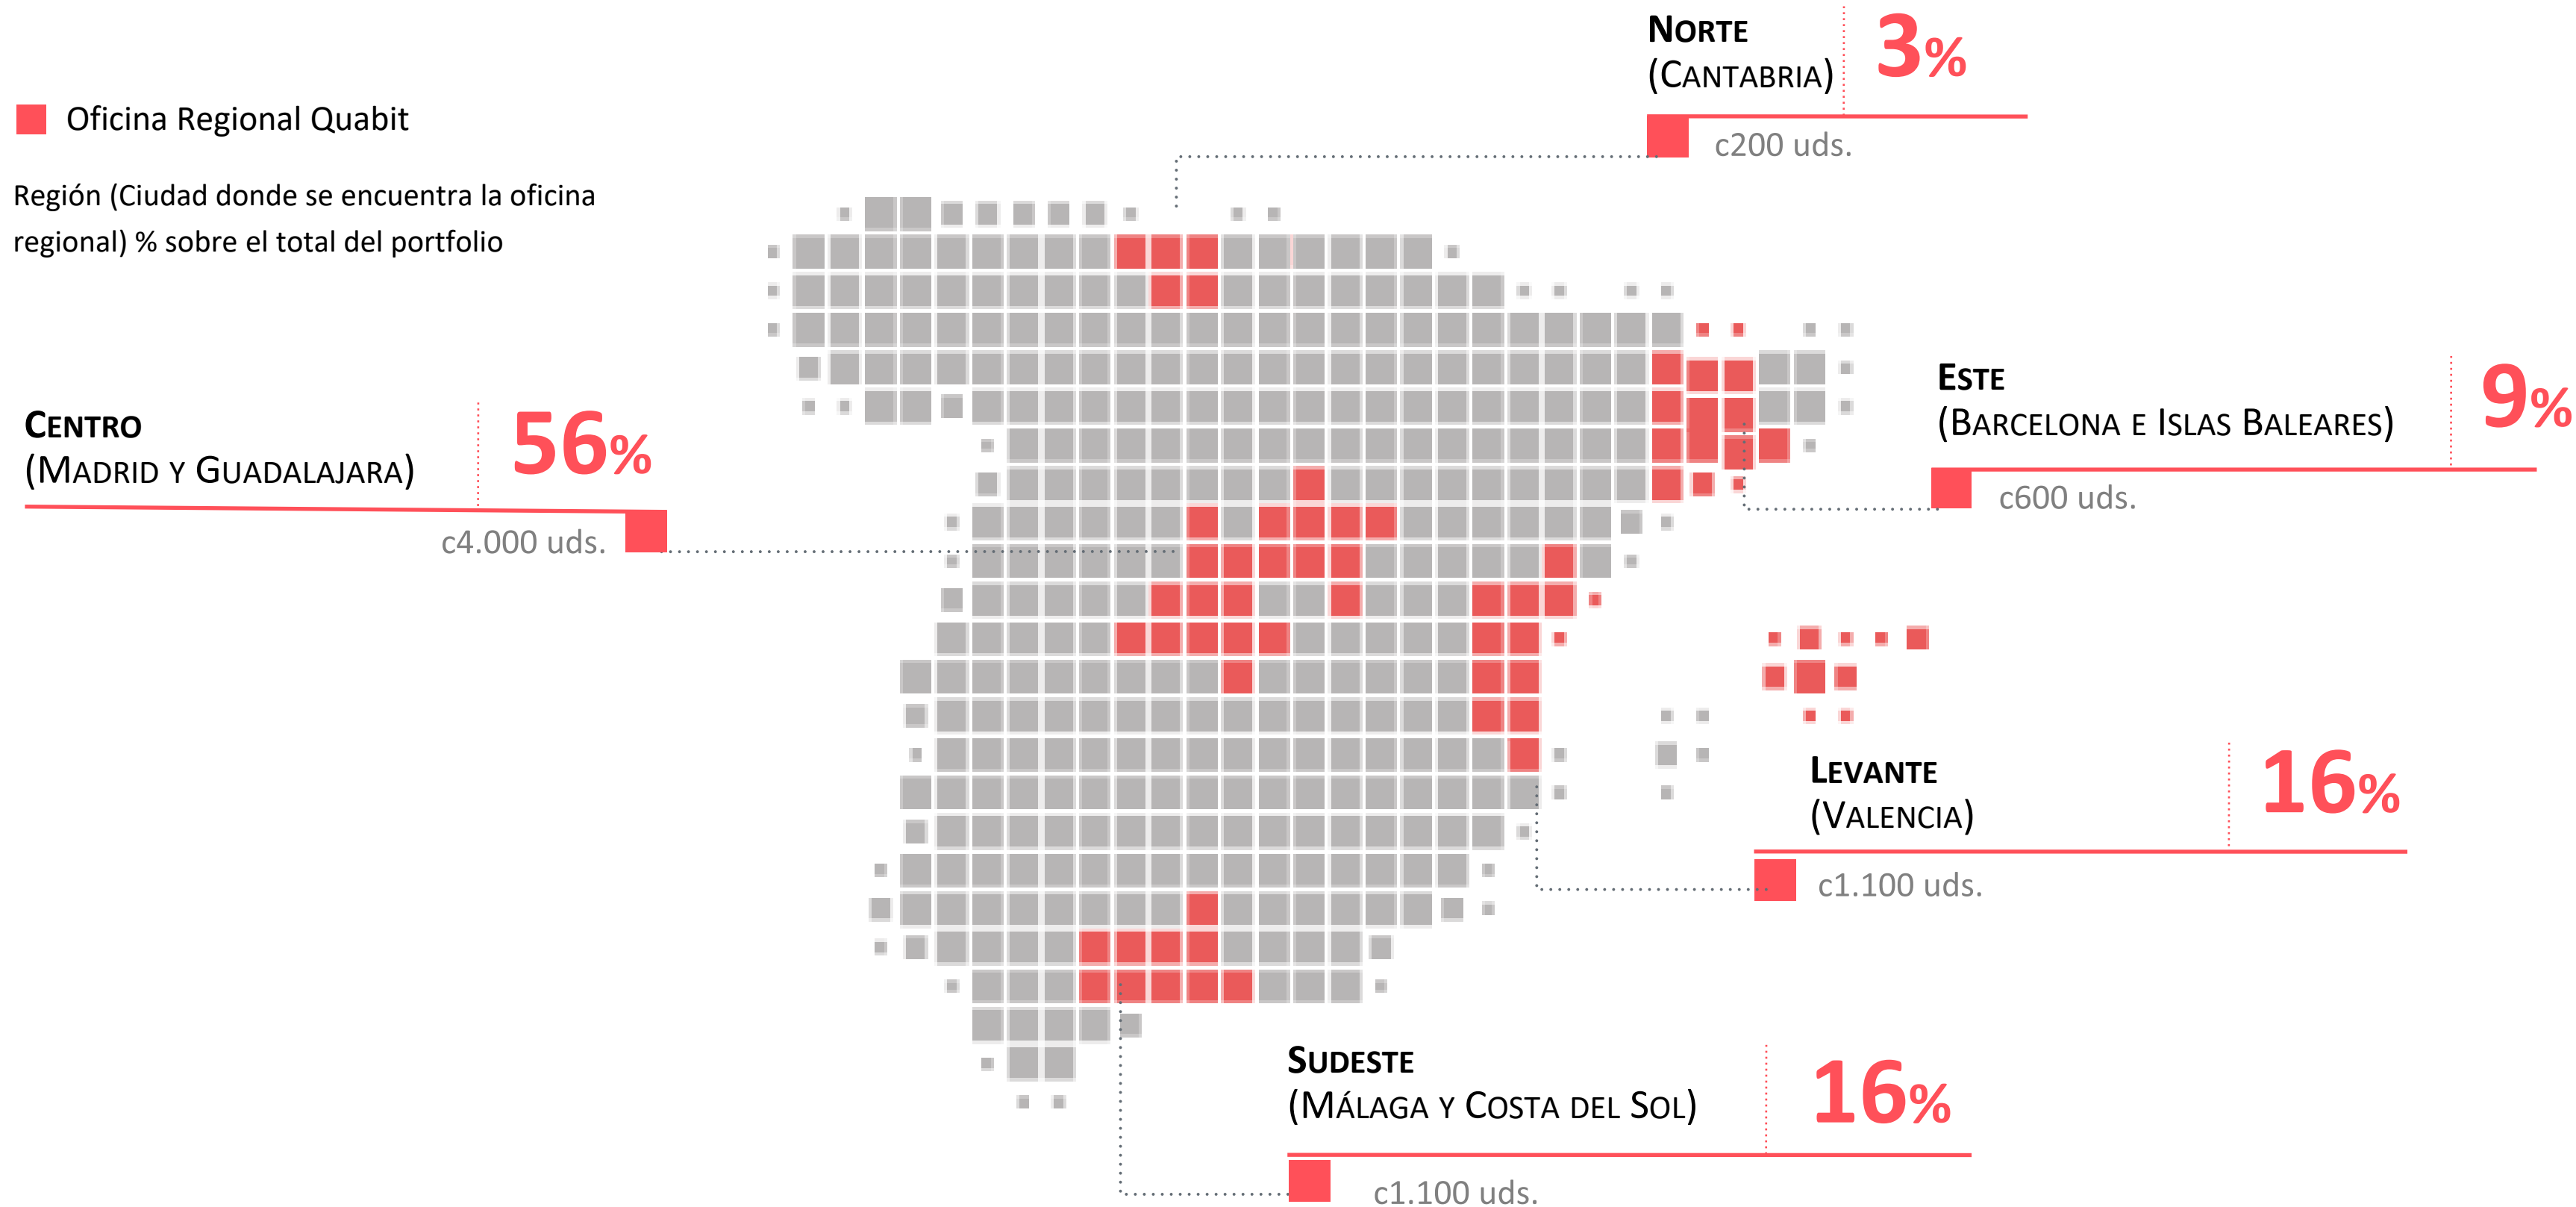 Oficina Regional Quabit
Región (Ciudad donde se encuentra la oficina
regional) % sobre el total del portfolio
NORTE
(CANTABRIA)
3%
c200 uds.
CENTRO
(MADRID Y GUADALAJARA)
56%
c4.000 uds.
ESTE
(BARCELONA E ISLAS BALEARES)
9%
c600 uds.
LEVANTE
(VALENCIA)
16%
c1.100 uds.
SUDESTE
(MÁLAGA Y COSTA DEL SOL)
16%
c1.100 uds.